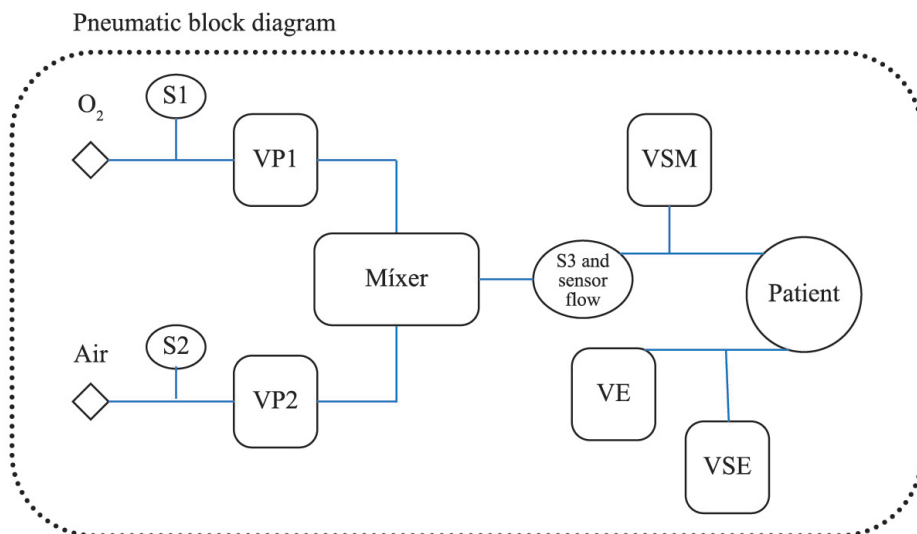 Pneumatic block diagram
O₂
S1
VP1
VSM
Míxer
S3 and
sensor
flow
Patient
Air
S2
VP2
VE
VSE